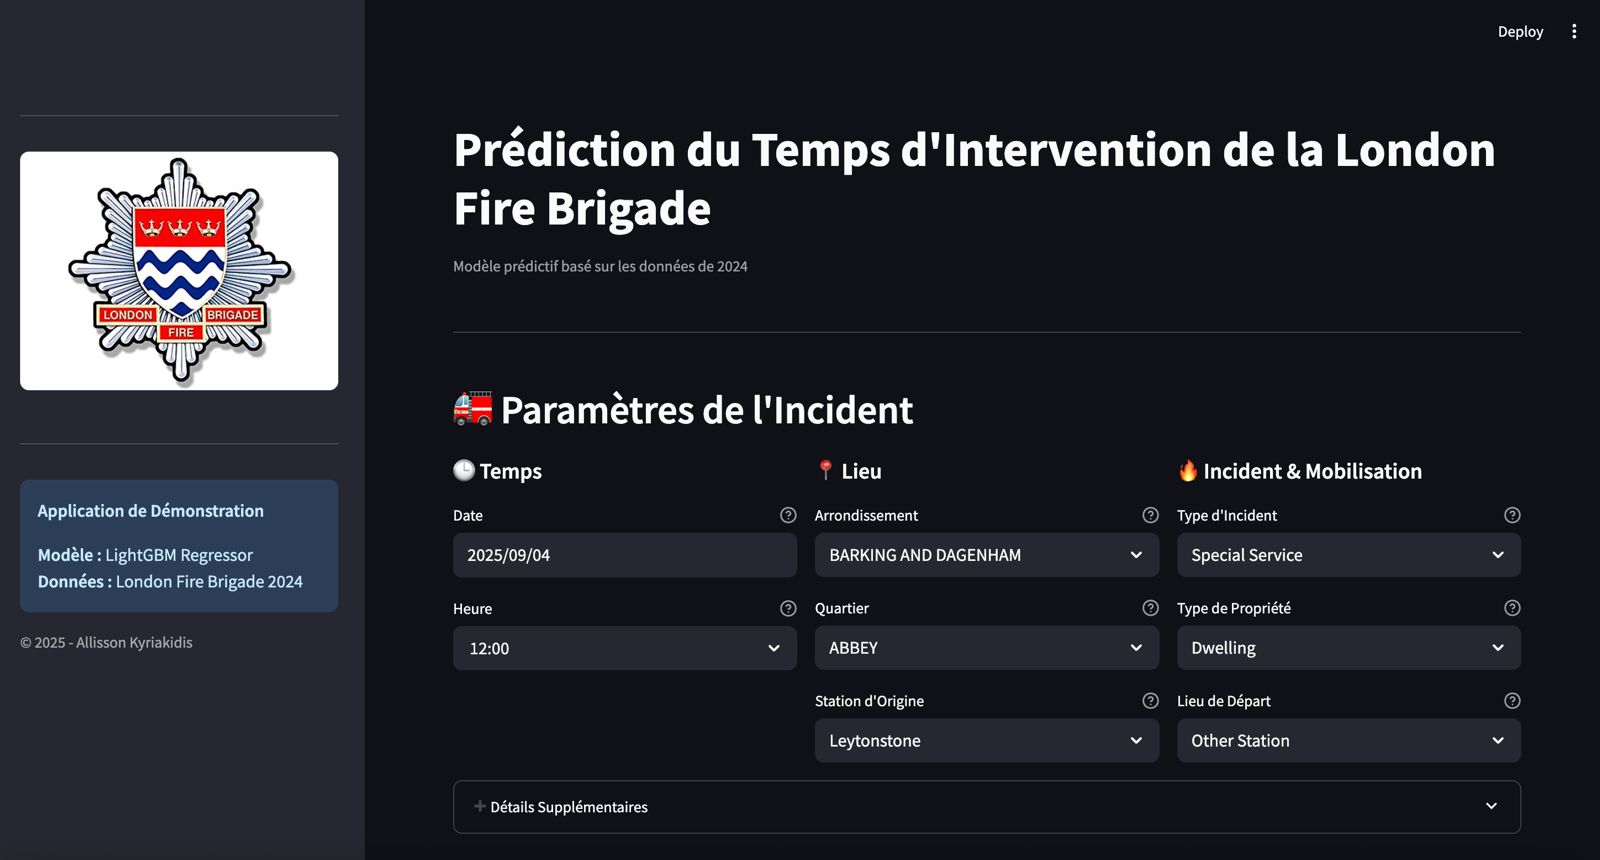 Deploy
LONDON
BRIGADE
FIRE
Application de Démonstration
Modèle : LightGBM Regressor
Données : London Fire Brigade 2024
© 2025 - Allisson Kyriakidis
Prédiction du Temps d'Intervention de la London
Fire Brigade
Modèle prédictif basé sur les données de 2024
Paramètres de l'Incident
Temps
Date
2025/09/04
Heure
12:00
Lieu
Arrondissement
BARKING AND DAGENHAM
Quartier
ABBEY
Station d'Origine
Leytonstone
Incident & Mobilisation
Type d'Incident
Special Service
Type de Propriété
Dwelling
Lieu de Départ
Other Station
Détails Supplémentaires